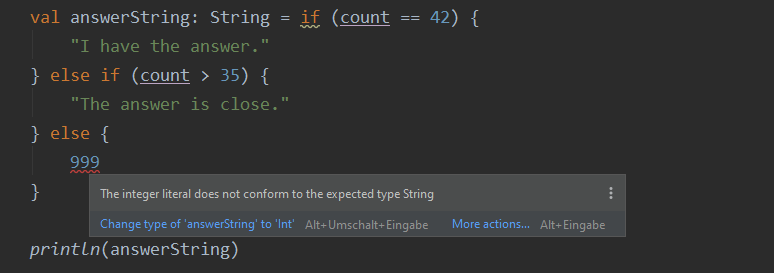 val answerString: String = if (count == 42) {
    "I have the answer."
} else if (count > 35) {
    "The answer is close."
} else {
    999
}
The integer literal does not conform to the expected type String
Change type of 'answerString' to 'Int' Alt+Umschalt+Eingabe More actions... Alt+Eingabe
println(answerString)